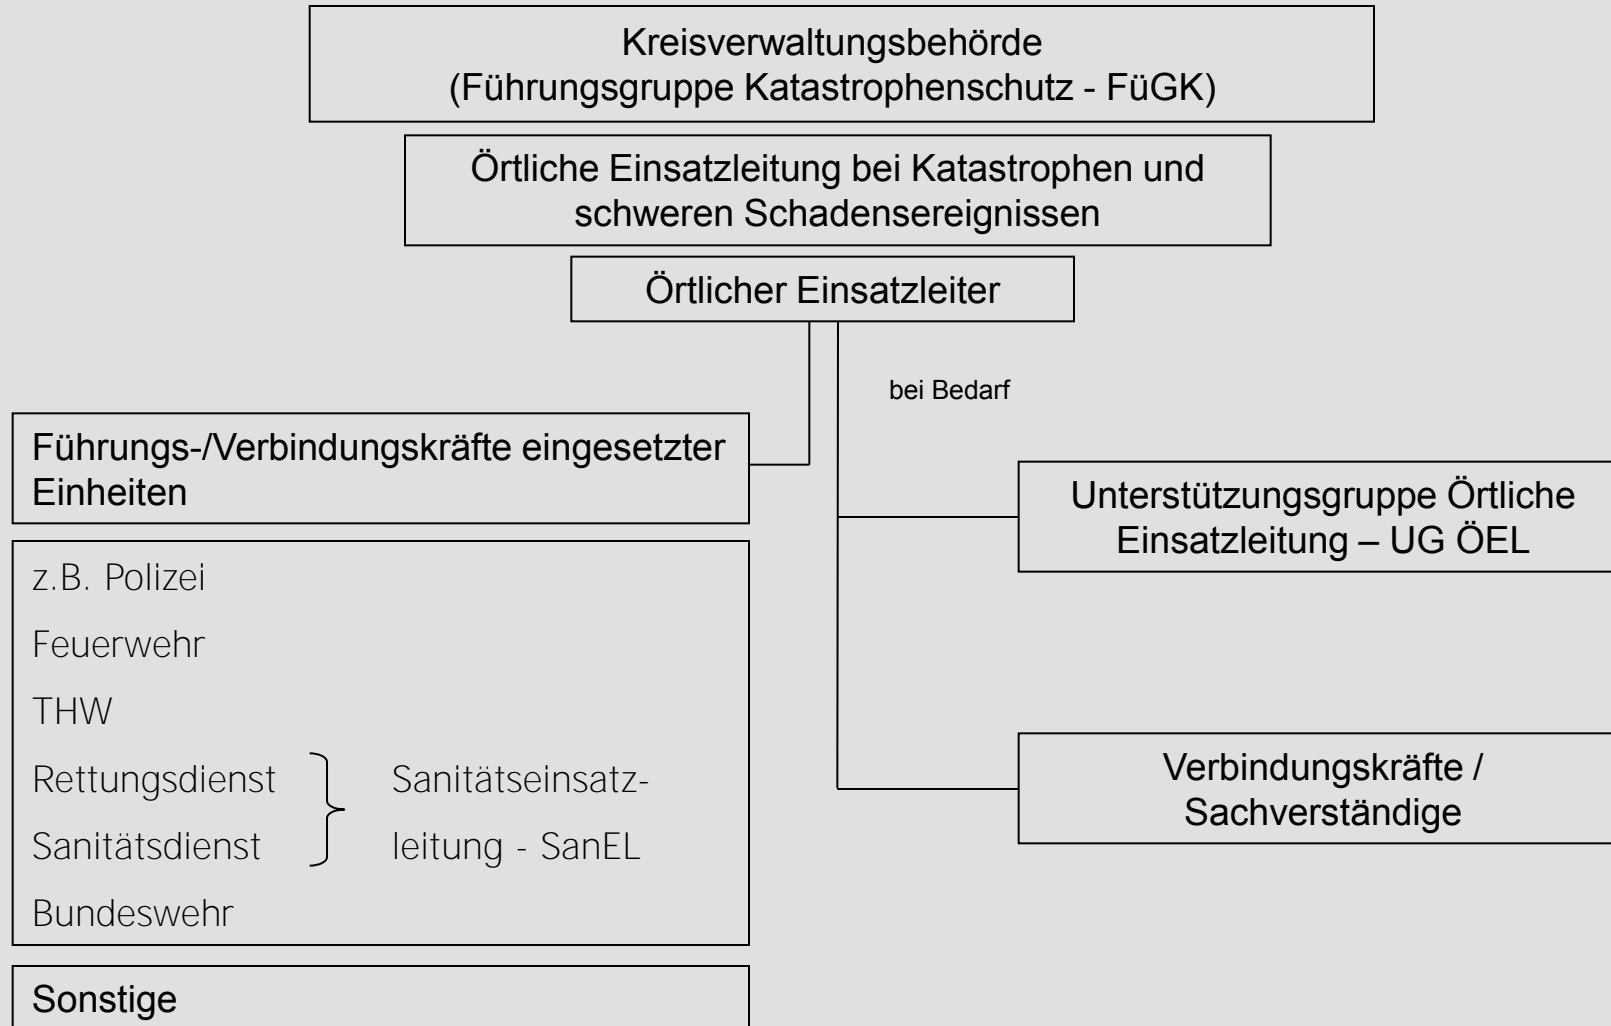 Kreisverwaltungsbehörde
(Führungsgruppe Katastrophenschutz - FüGK)
Örtliche Einsatzleitung bei Katastrophen und
schweren Schadensereignissen
Örtlicher Einsatzleiter
bei Bedarf
Führungs-/Verbindungskräfte eingesetzter
Einheiten
z.B. Polizei
Feuerwehr
THW
Rettungsdienst
Sanitätsdienst
Sanitätseinsatz-
leitung - SanEL
Bundeswehr
Sonstige
Unterstützungsgruppe Örtliche
Einsatzleitung – UG ÖEL
Verbindungskräfte /
Sachverständige